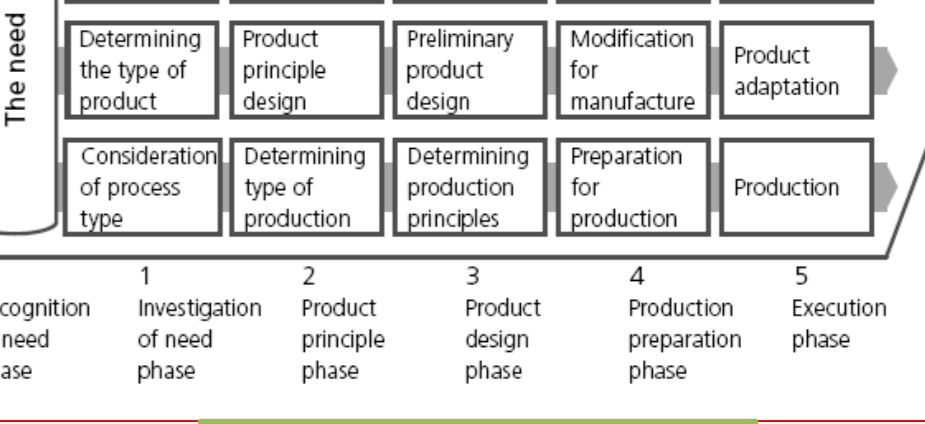 The need
Determining
the type of
product
Product
principle
design
Preliminary
product
design
Modification
for
manufacture
Product
adaptation
Consideration
of process
type
Determining
type of
production
Determining
production
principles
Preparation
for
production
Production
cognition
need
ase
1
Investigation
of need
phase
2
Product
principle
phase
3
Product
design
phase
4
Production
preparation
phase
5
Execution
phase